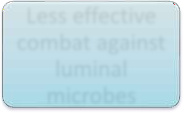 Less effective
combat against
luminal
microbes